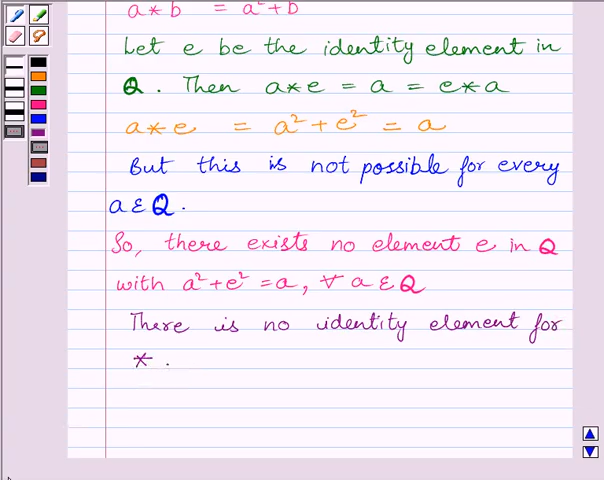 a * b = a² + b
Let e be the identity element in
Q. Then a*e = a = e*a
a*e = a² + e² = a
But this is not possible for every
a ε Q.
So, there exists no element e in Q
with a² + e² = a, ∀ a ε Q
There is no identity element for
* .